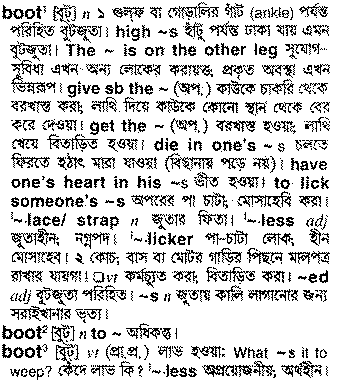 boot¹ [বুট্] n ১ গুল্ফ বা গোড়ালির গাঁট (ankle) পর্যন্ত
পরিহিত বুটজুতা। high ~s হাঁটু পর্যন্ত ঢাকা যায় এমন
বুটজুতা। The ~ is on the other leg সুযোগ-
সুবিধা এখন অন্য লোকের করায়ত্ত, প্রকৃত অবস্থা এখন
ভিন্নরূপ। give sb the ~ (অপ.) কাউকে চাকরি থেকে
বরখাস্ত করা; লাথি দিয়ে কাউকে কোনো স্থান থেকে বের
করে দেওয়া। get the ~ (অপ.) বরখাস্ত হওয়া; লাথি
খেয়ে বিতাড়িত হওয়া। die in one's ~s চলতে
ফিরতে হঠাৎ মারা যাওয়া (বিছানায় পড়ে নয়)। have
one's heart in his ~s ভীত হওয়া। to lick
someone's ~s অপরের পা চাটা; মোসাহেবি করা।
'~lace/ strap n জুতার ফিতা। '~less adj
জুতাহীন; নগ্নপদ। '~licker পা-চাটা লোক; হীন
মোসাহেব। ২ কোচ; বাস বা মোটর গাড়ির পিছনে মালপত্র
রাখার যায়গা। □vt কর্মচ্যুত করা; বিতাড়িত করা। ~ed
adj বুটজুতা পরিহিত। ~s n জুতায় কালি লাগানোর জন্য
সরাইখানার ভৃত্য।
boot² [বুট্] n to ~ অধিকন্তু।
boot³ [বুট্] vt (প্রা.প্র.) লাভ হওয়া: What ~s it to
weep? কেঁদে লাভ কি? '~less অপ্রয়োজনীয়; অর্থহীন।